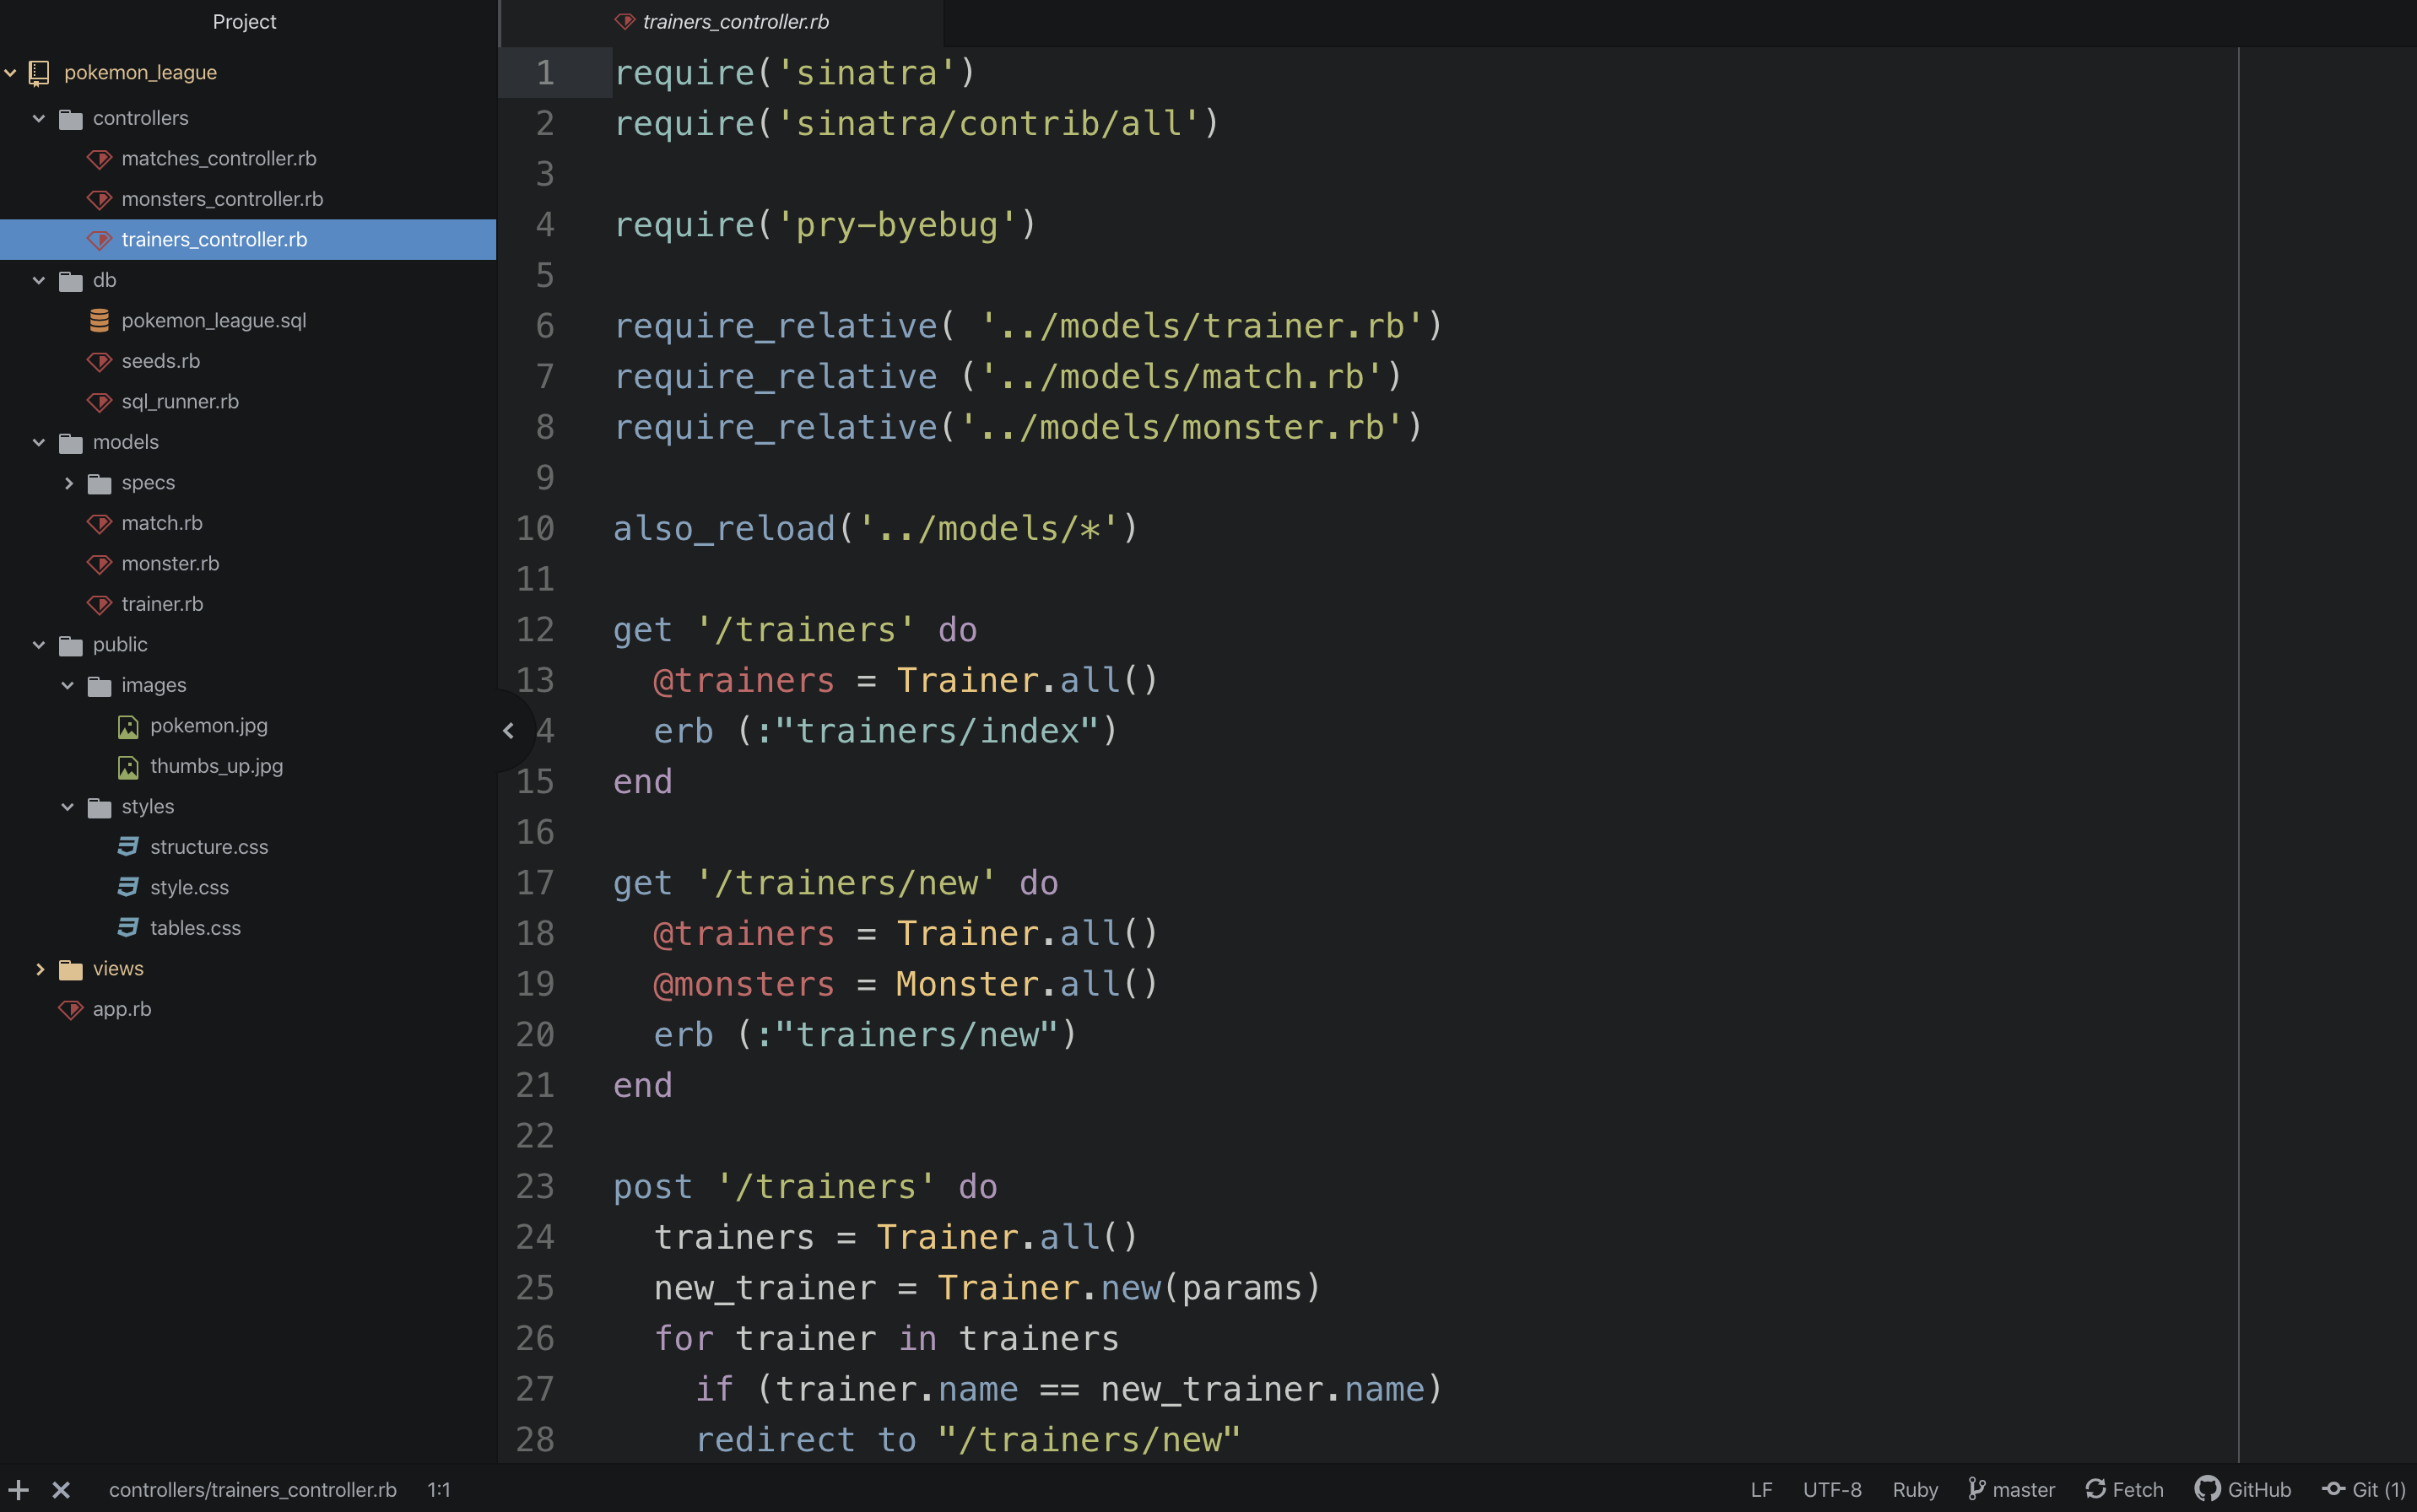 Project
pokemon_league
controllers
matches_controller.rb
monsters_controller.rb
trainers_controller.rb
db
pokemon_league.sql
seeds.rb
sql_runner.rb
models
specs
match.rb
monster.rb
trainer.rb
public
images
pokemon.jpg
thumbs_up.jpg
styles
structure.css
style.css
tables.css
views
app.rb
trainers_controller.rb
1 require('sinatra')
2 require('sinatra/contrib/all')
3
4 require('pry-byebug')
5
6 require_relative( '../models/trainer.rb')
7 require_relative ('../models/match.rb')
8 require_relative('../models/monster.rb')
9
10 also_reload('../models/*')
11
12 get '/trainers' do
13   @trainers = Trainer.all()
4   erb (:"trainers/index")
15 end
16
17 get '/trainers/new' do
18   @trainers = Trainer.all()
19   @monsters = Monster.all()
20   erb (:"trainers/new")
21 end
22
23 post '/trainers' do
24   trainers = Trainer.all()
25   new_trainer = Trainer.new(params)
26   for trainer in trainers
27     if (trainer.name == new_trainer.name)
28     redirect to "/trainers/new"
controllers/trainers_controller.rb 1:1 LF UTF-8 Ruby master Fetch GitHub Git (1)